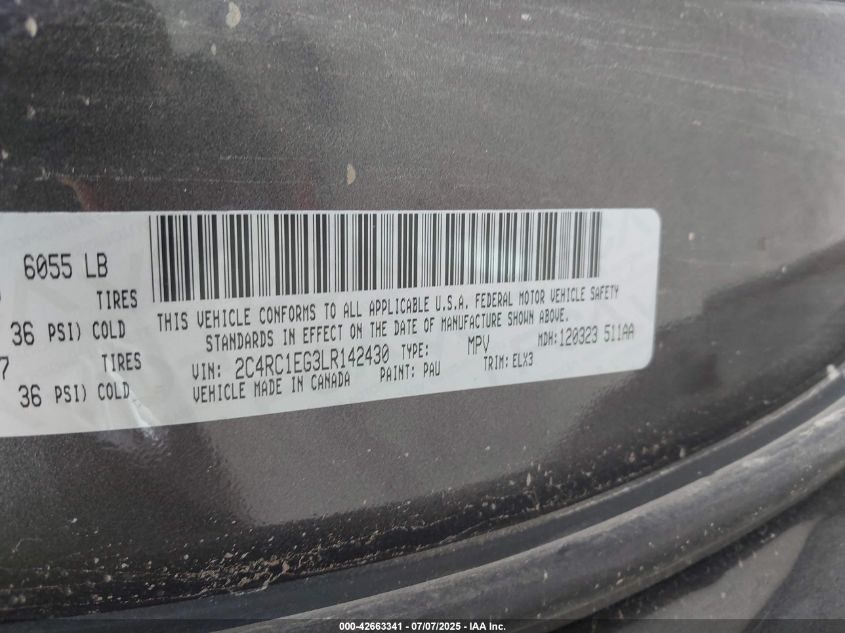 6055 LB
TIRES
36 PSI) COLD
7 TIRES
36 PSI) COLD
THIS VEHICLE CONFORMS TO ALL APPLICABLE U.S.A. FEDERAL MOTOR VEHICLE SAFETY
STANDARDS IN EFFECT ON THE DATE OF MANUFACTURE SHOWN ABOVE.
VIN: 2C4RC1EG3LR142430 TYPE: MPV MDH:120323 511AA
VEHICLE MADE IN CANADA PAINT: PAU TRIM: ELX3
000-42663341 / 07/07/2025 - IAA Inc.